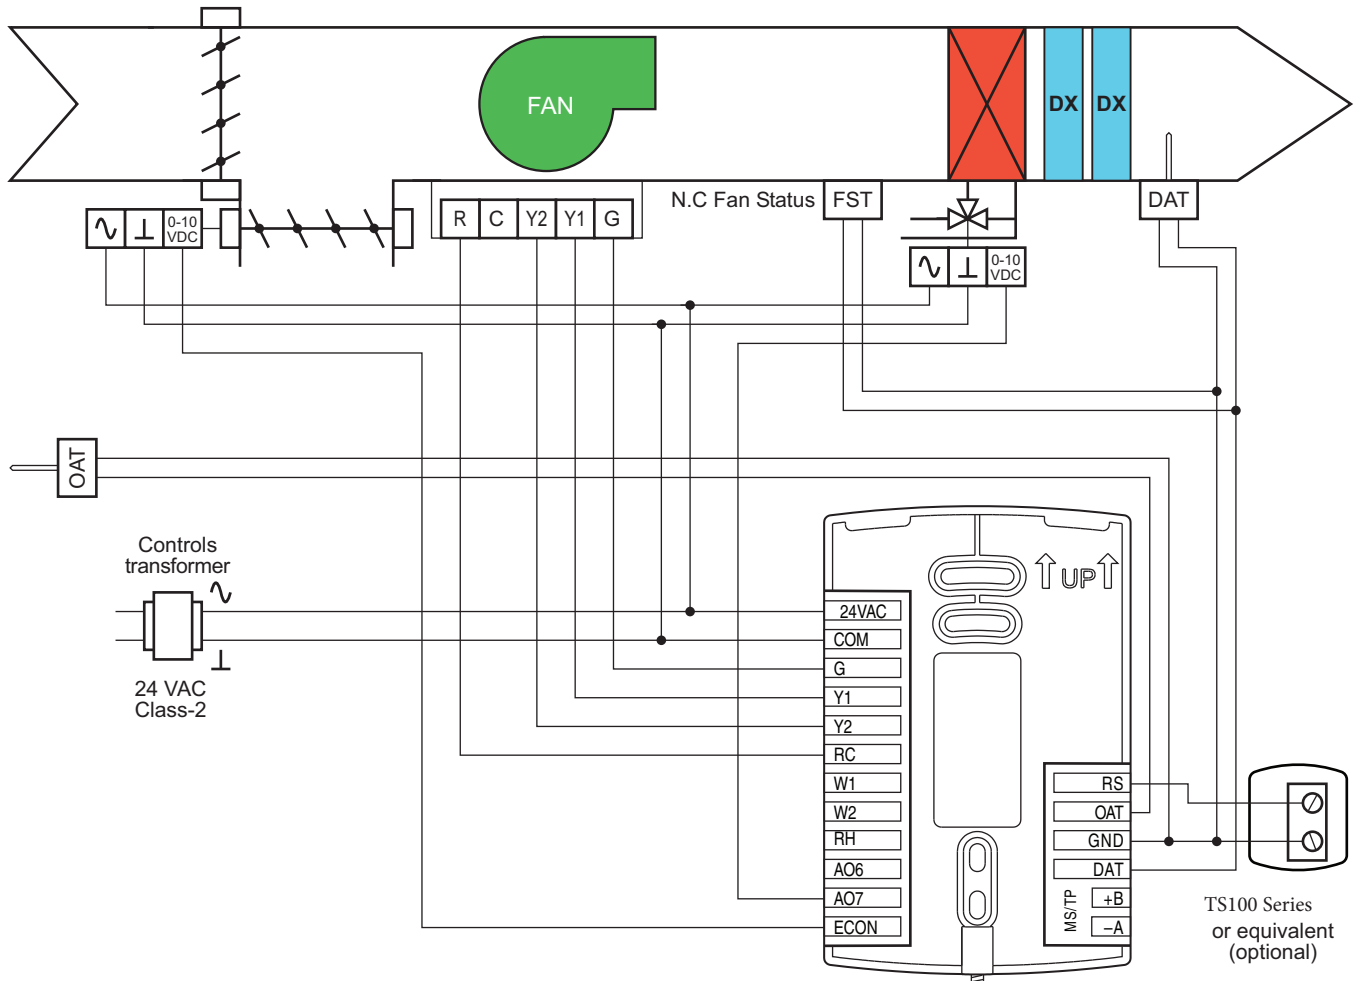 FAN
DX
DX
N.C Fan Status
FST
DAT
0-10
VDC
R
C
Y2
Y1
G
0-10
VDC
OAT
Controls
transformer
24 VAC
Class-2
UP
24VAC
COM
G
Y1
Y2
RC
W1
W2
RH
AO6
AO7
ECON
RS
OAT
GND
DAT
MS/TP
+B
–A
TS100 Series
or equivalent
(optional)